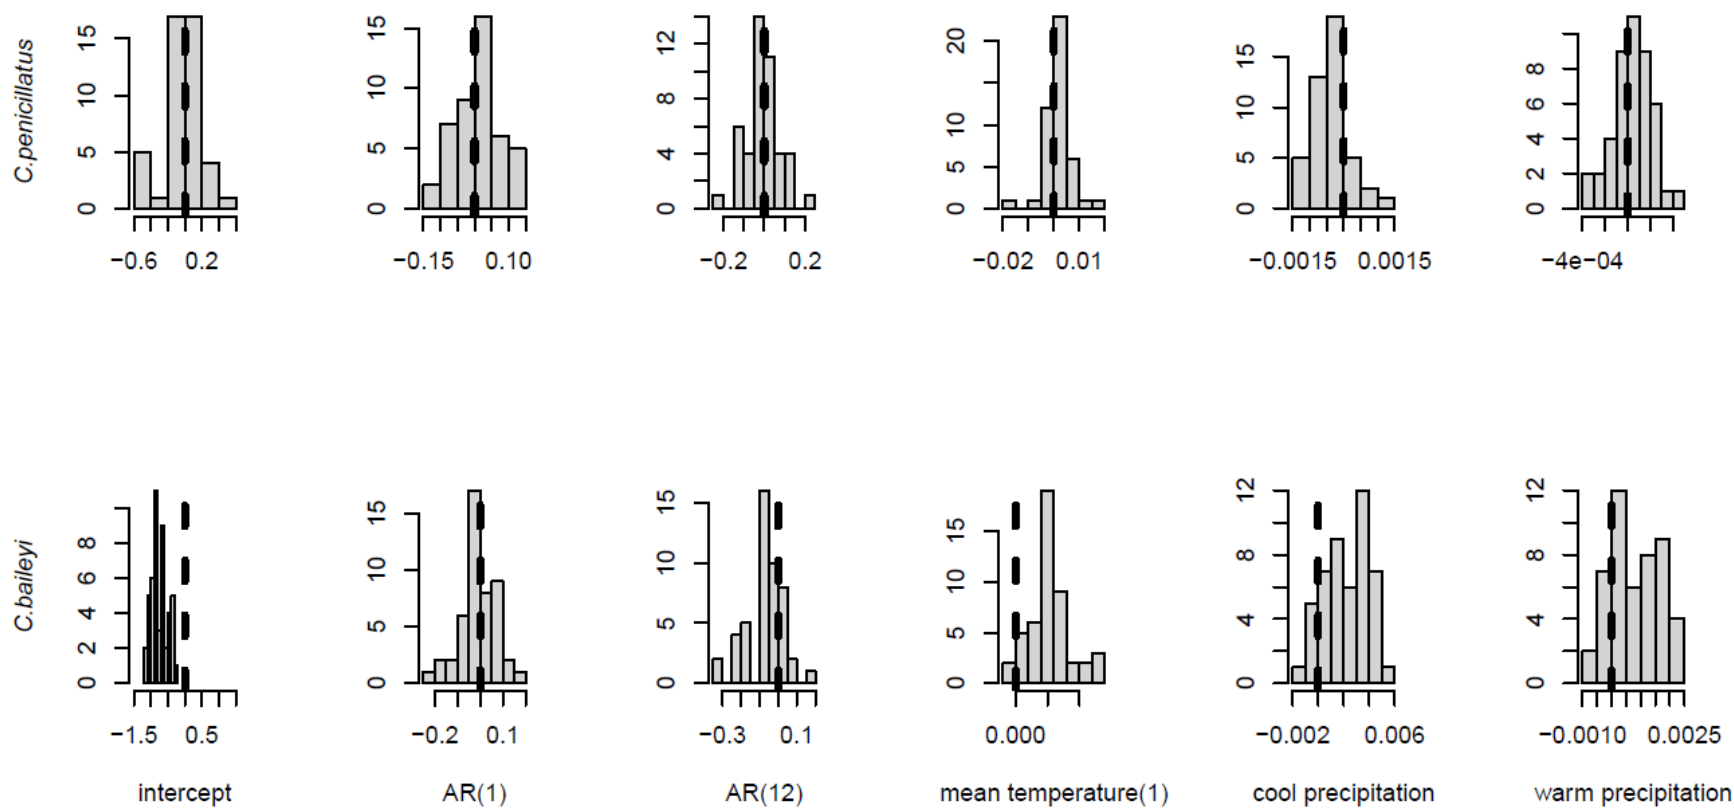 C.penicillatus
0 5 10 15
−0.6 0.2
0 5 10 15
−0.15 0.10
0 4 8 12
−0.2 0.2
0 10 20
−0.02 0.01
0 5 10 15
−0.0015 0.0015
0 2 4 6 8
−4e−04
C.baileyi
0 2 4 6 8
−1.5 0.5
0 5 10 15
−0.2 0.1
0 5 10 15
−0.3 0.1
0 5 10 15
0.000
0 4 8 12
−0.002 0.006
0 4 8 12
−0.0010 0.0025
intercept
AR(1)
AR(12)
mean temperature(1)
cool precipitation
warm precipitation